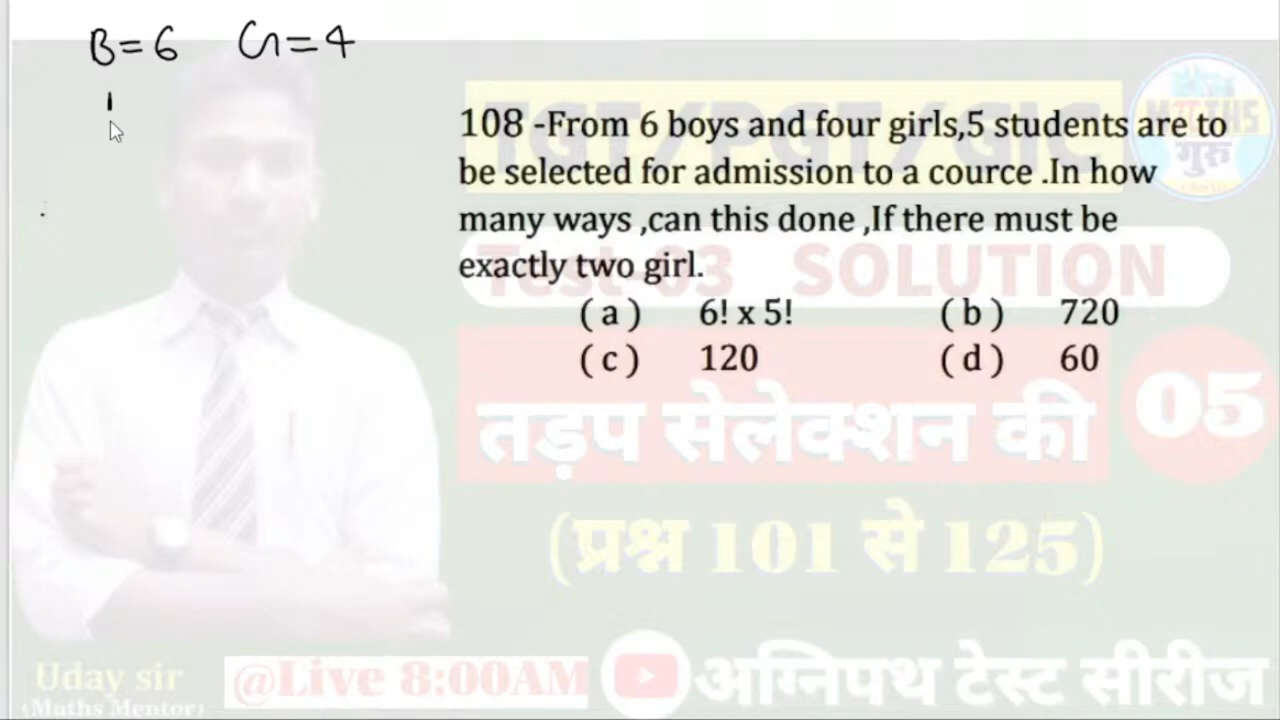 B=6 G=4
108 -From 6 boys and four girls,5 students are to
be selected for admission to a cource .In how
many ways ,can this done ,If there must be
exactly two girl.
( a ) 6! x 5! ( b ) 720
( c ) 120 ( d ) 60
TGT/PGT/GIC
MATHS
गुरु
Test-03 SOLUTION
तड़प सेलेक्शन की
05
(प्रश्न 101 से 125)
Uday sir
(Maths Mentor)
@Live 8:00AM
अग्निपथ टेस्ट सीरीज